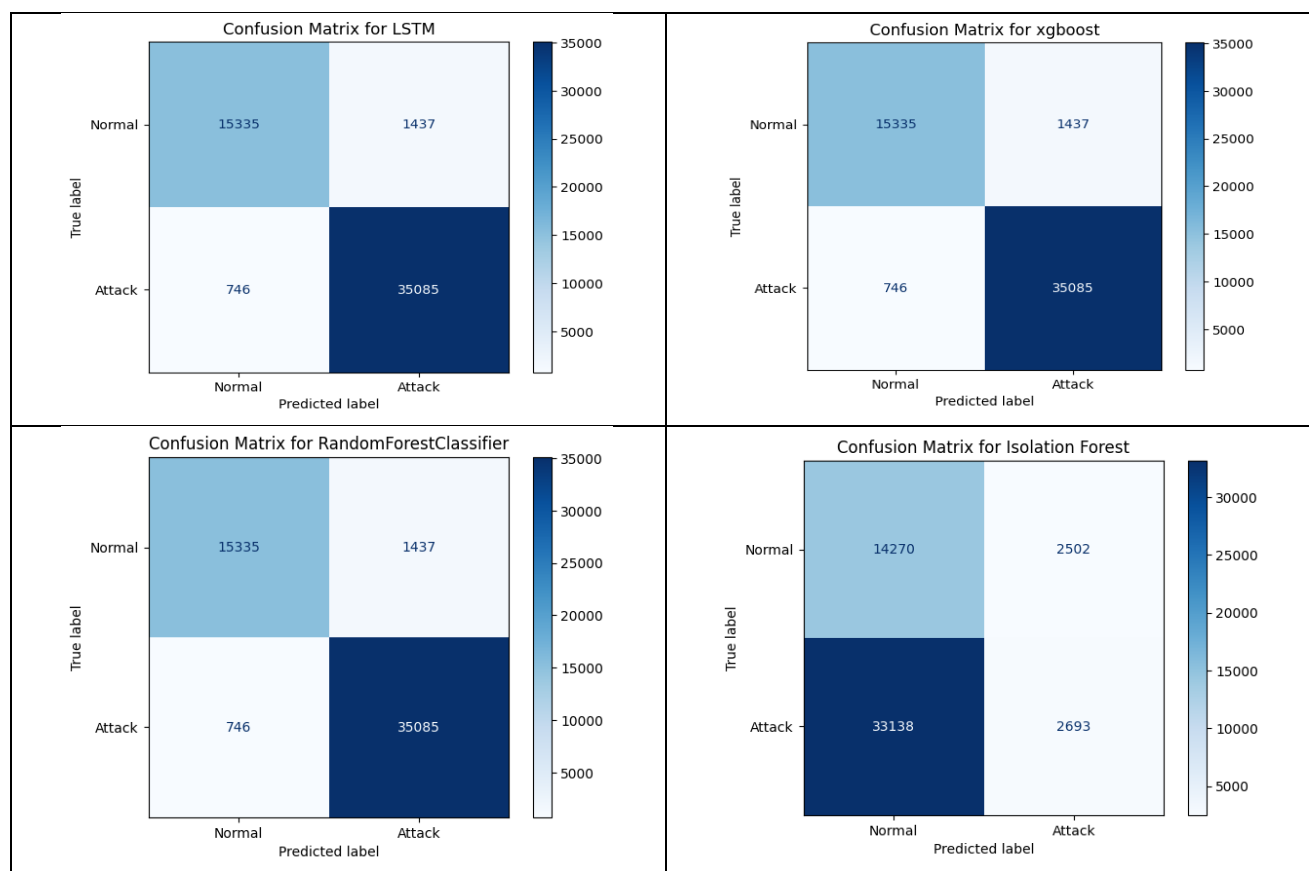 Confusion Matrix for LSTM
35000
30000
25000
20000
15000
10000
5000
Normal
Attack
True label
15335 1437
746 35085
Normal Attack
Predicted label
Confusion Matrix for xgboost
35000
30000
25000
20000
15000
10000
5000
Normal
Attack
True label
15335 1437
746 35085
Normal Attack
Predicted label
Confusion Matrix for RandomForestClassifier
35000
30000
25000
20000
15000
10000
5000
Normal
Attack
True label
15335 1437
746 35085
Normal Attack
Predicted label
Confusion Matrix for Isolation Forest
30000
25000
20000
15000
10000
5000
Normal
Attack
True label
14270 2502
33138 2693
Normal Attack
Predicted label